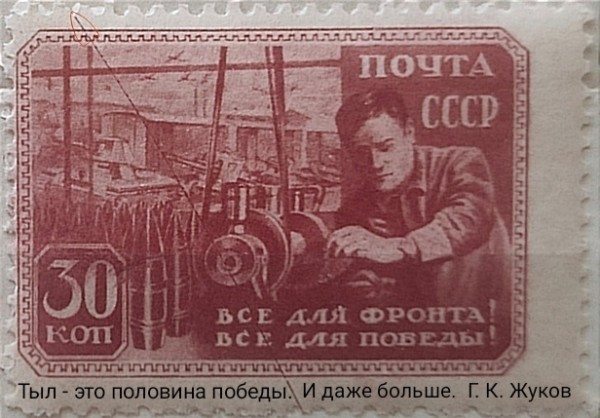 ПОЧТА
СССР
30
КОП
ВСЕ ДЛЯ ФРОНТА!
ВСЕ ДЛЯ ПОБЕДЫ!
Тыл - это половина победы. И даже больше. Г. К. Жуков